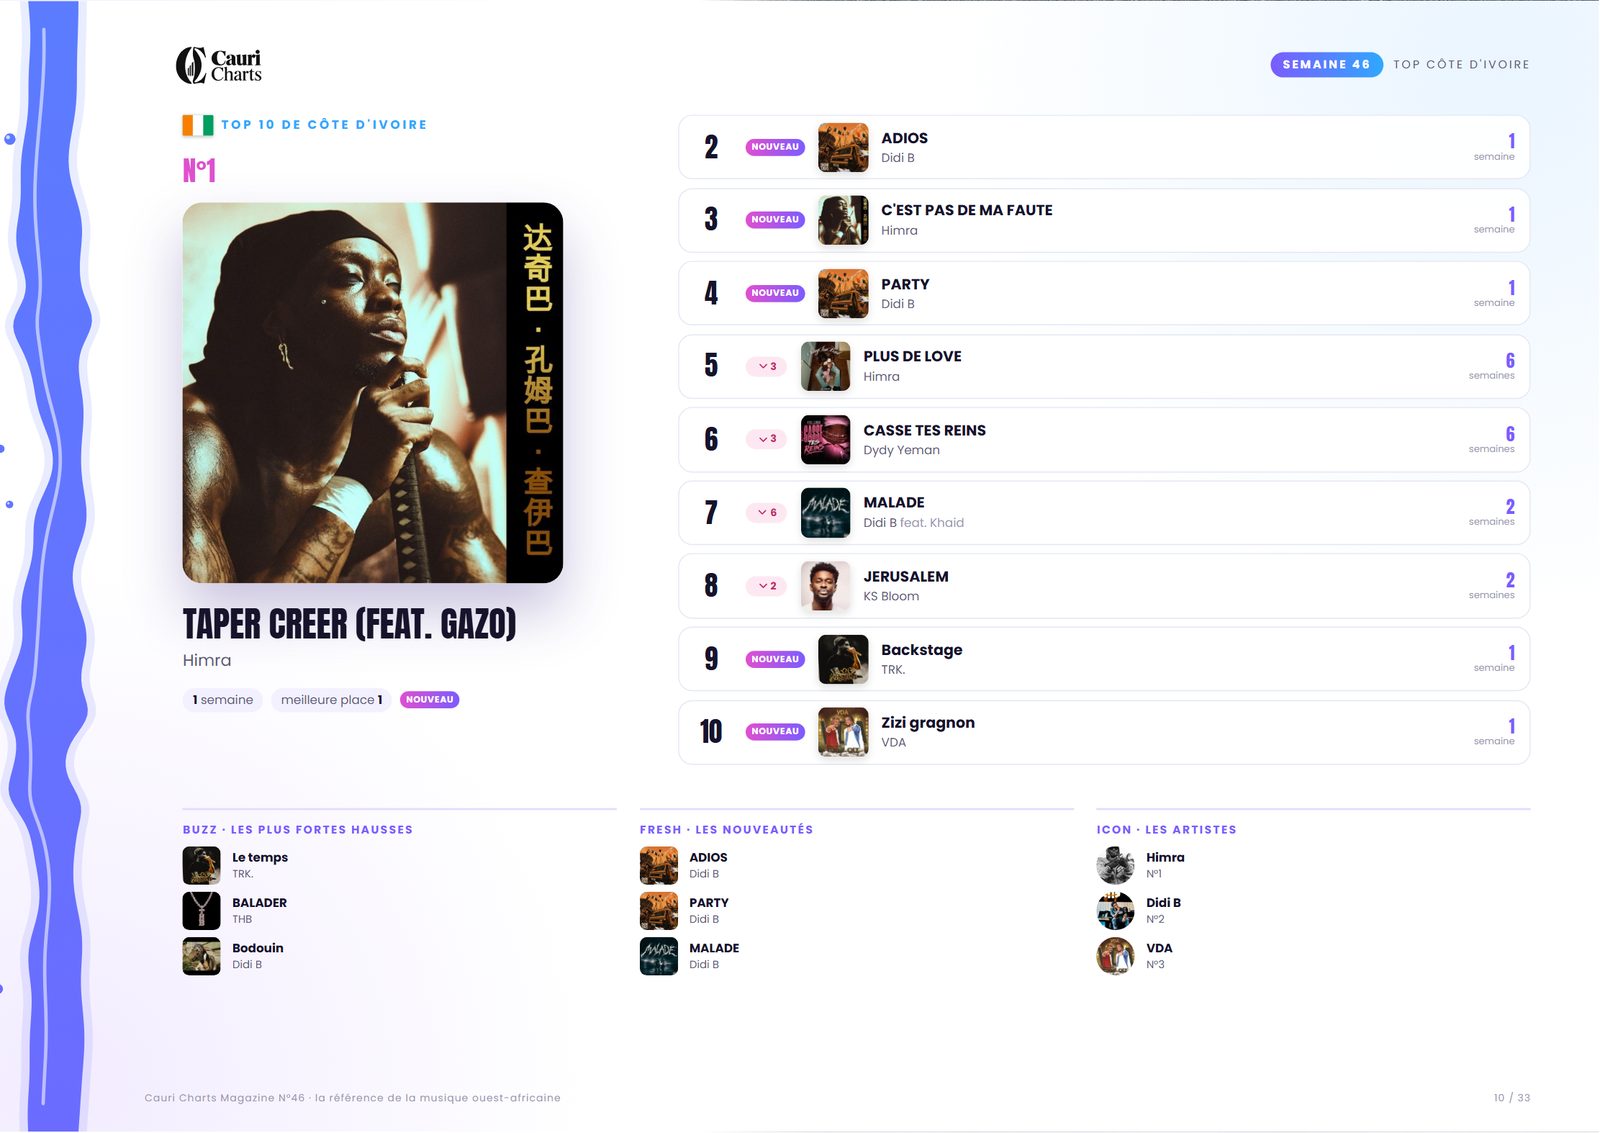 Cauri
Charts
SEMAINE 46
TOP CÔTE D'IVOIRE
TOP 10 DE CÔTE D'IVOIRE
N°1
达奇巴·孔姆巴·查伊巴
TAPER CREER (FEAT. GAZO)
Himra
1 semaine
meilleure place 1
NOUVEAU
2
NOUVEAU
ADIOS
Didi B
1
semaine
3
NOUVEAU
C'EST PAS DE MA FAUTE
Himra
1
semaine
4
NOUVEAU
PARTY
Didi B
1
semaine
5
3
PLUS DE LOVE
Himra
6
semaines
6
3
CASSE TES REINS
Dydy Yeman
6
semaines
7
6
MALADE
MALADE
Didi B feat. Khaid
2
semaines
8
2
JERUSALEM
KS Bloom
2
semaines
9
NOUVEAU
Backstage
TRK.
1
semaine
10
NOUVEAU
VDA
Zizi gragnon
VDA
1
semaine
BUZZ · LES PLUS FORTES HAUSSES
Le temps
TRK.
BALADER
THB
Bodouin
Didi B
FRESH · LES NOUVEAUTÉS
ADIOS
Didi B
PARTY
Didi B
MALADE
MALADE
Didi B
ICON · LES ARTISTES
Himra
N°1
Didi B
N°2
VDA
N°3
Cauri Charts Magazine N°46 · la référence de la musique ouest-africaine
10 / 33